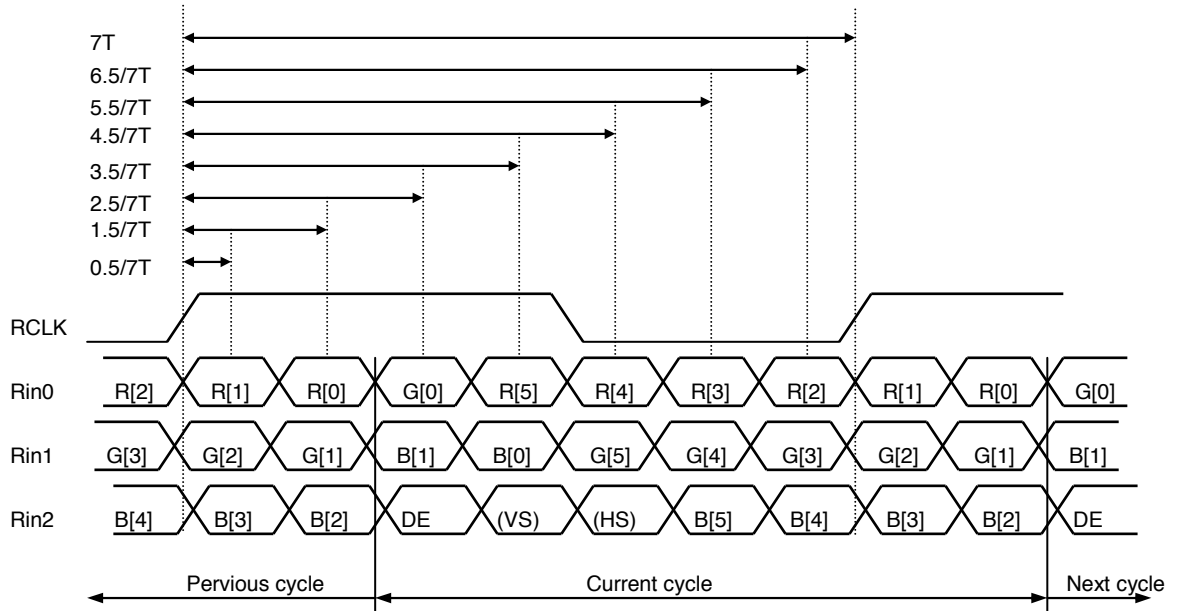 7T
6.5/7T
5.5/7T
4.5/7T
3.5/7T
2.5/7T
1.5/7T
0.5/7T
RCLK
Rin0 R[2] R[1] R[0] G[0] R[5] R[4] R[3] R[2] R[1] R[0] G[0]
Rin1 G[3] G[2] G[1] B[1] B[0] G[5] G[4] G[3] G[2] G[1] B[1]
Rin2 B[4] B[3] B[2] DE (VS) (HS) B[5] B[4] B[3] B[2] DE
Pervious cycle Current cycle Next cycle